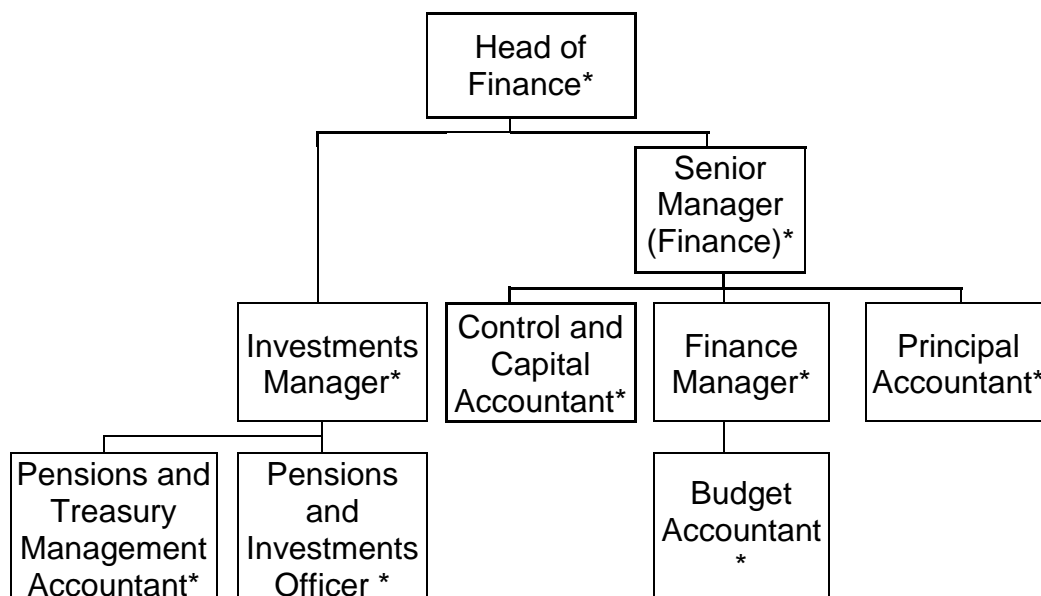 Head of
Finance*
Senior
Manager
(Finance)*
Investments
Manager*
Control and
Capital
Accountant*
Finance
Manager*
Principal
Accountant*
Pensions and
Treasury
Management
Accountant*
Pensions
and
Investments
Officer *
Budget
Accountant
*